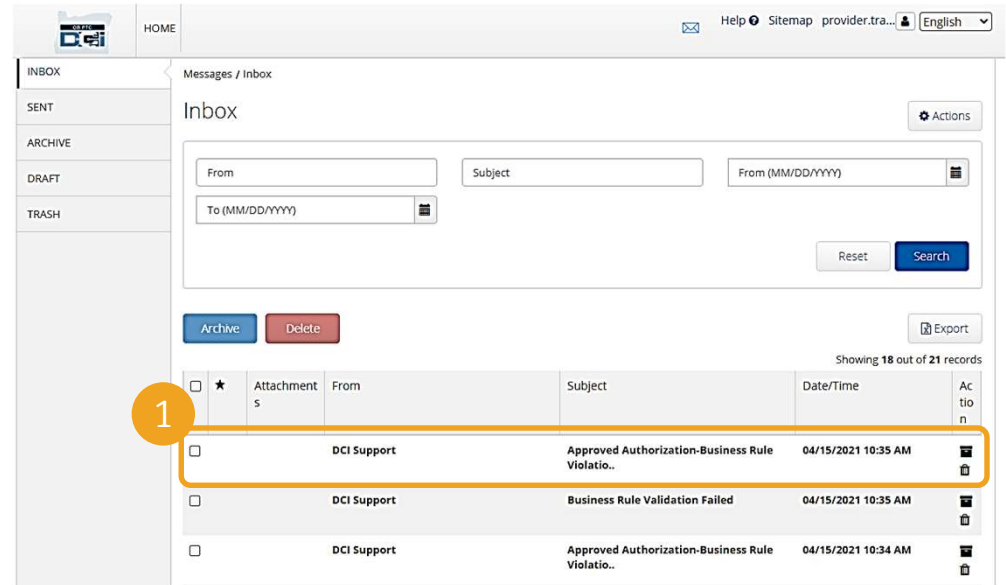 OR PTC
DCI
HOME
Help Sitemap provider.tra... English
INBOX
SENT
ARCHIVE
DRAFT
TRASH
Messages / Inbox
Inbox
Actions
From
Subject
From (MM/DD/YYYY)
To (MM/DD/YYYY)
Reset
Search
Archive
Delete
Export
Showing 18 out of 21 records
Attachment
s
From
Subject
Date/Time
Ac
tio
n
1
DCI Support
Approved Authorization-Business Rule
Violatio..
04/15/2021 10:35 AM
DCI Support
Business Rule Validation Failed
04/15/2021 10:35 AM
DCI Support
Approved Authorization-Business Rule
Violatio..
04/15/2021 10:34 AM